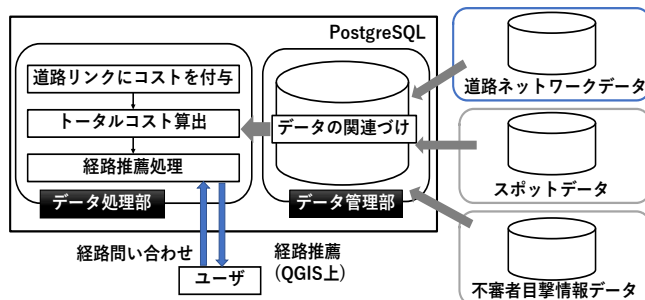 PostgreSQL
道路リンクにコストを付与
トータルコスト算出
経路推薦処理
データ処理部
データの関連づけ
データ管理部
道路ネットワークデータ
スポットデータ
不審者目撃情報データ
経路問い合わせ
経路推薦
(QGIS上)
ユーザ